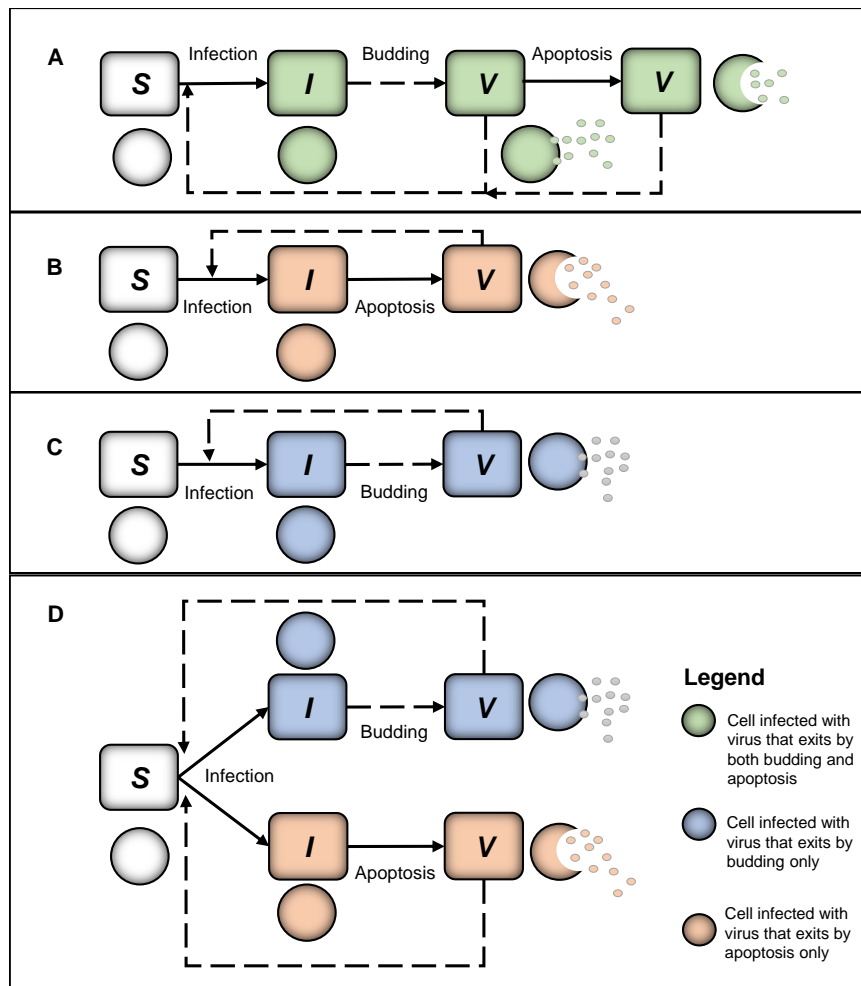 A
Infection
Budding
Apoptosis
S
I
V
V
B
S
I
V
Infection
Apoptosis
C
S
I
V
Infection
Budding
D
I
V
Budding
S
Infection
I
V
Apoptosis
Legend
Cell infected with
virus that exits by
both budding and
apoptosis
Cell infected with
virus that exits by
budding only
Cell infected with
virus that exits by
apoptosis only